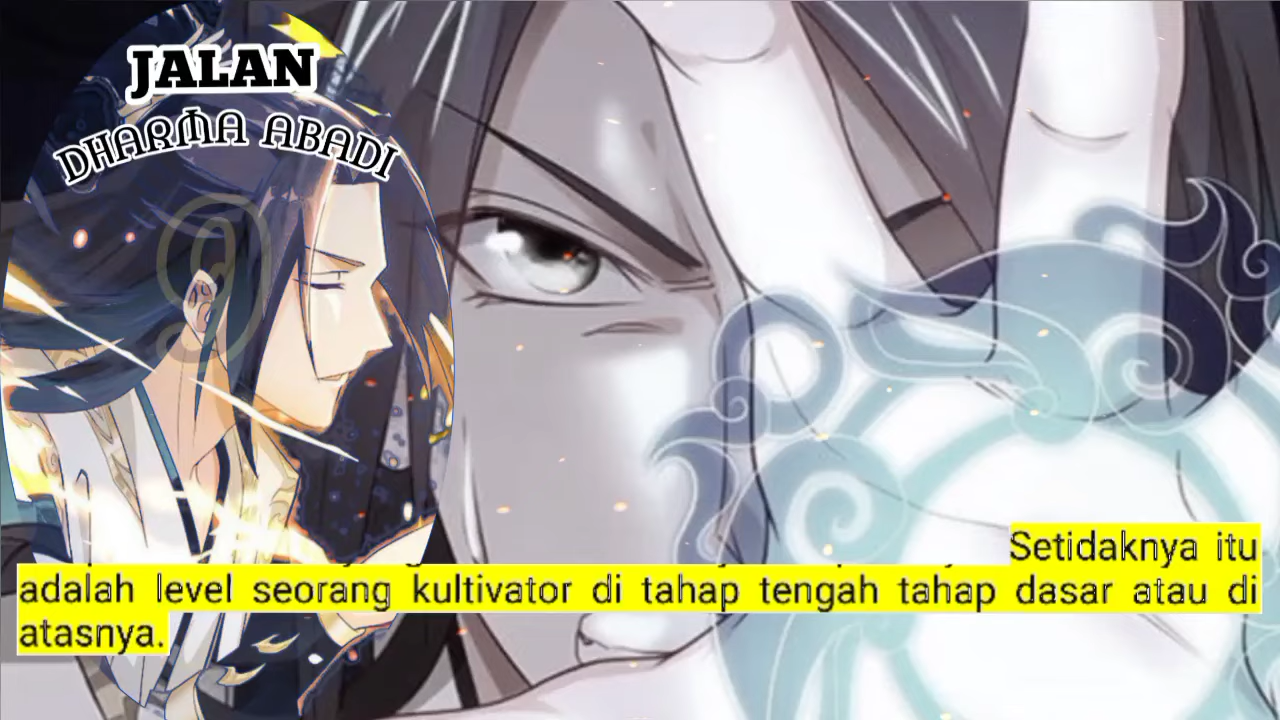 JALAN
DHARMA ABADI
Setidaknya itu
adalah level seorang kultivator di tahap tengah tahap dasar atau di
atasnya.